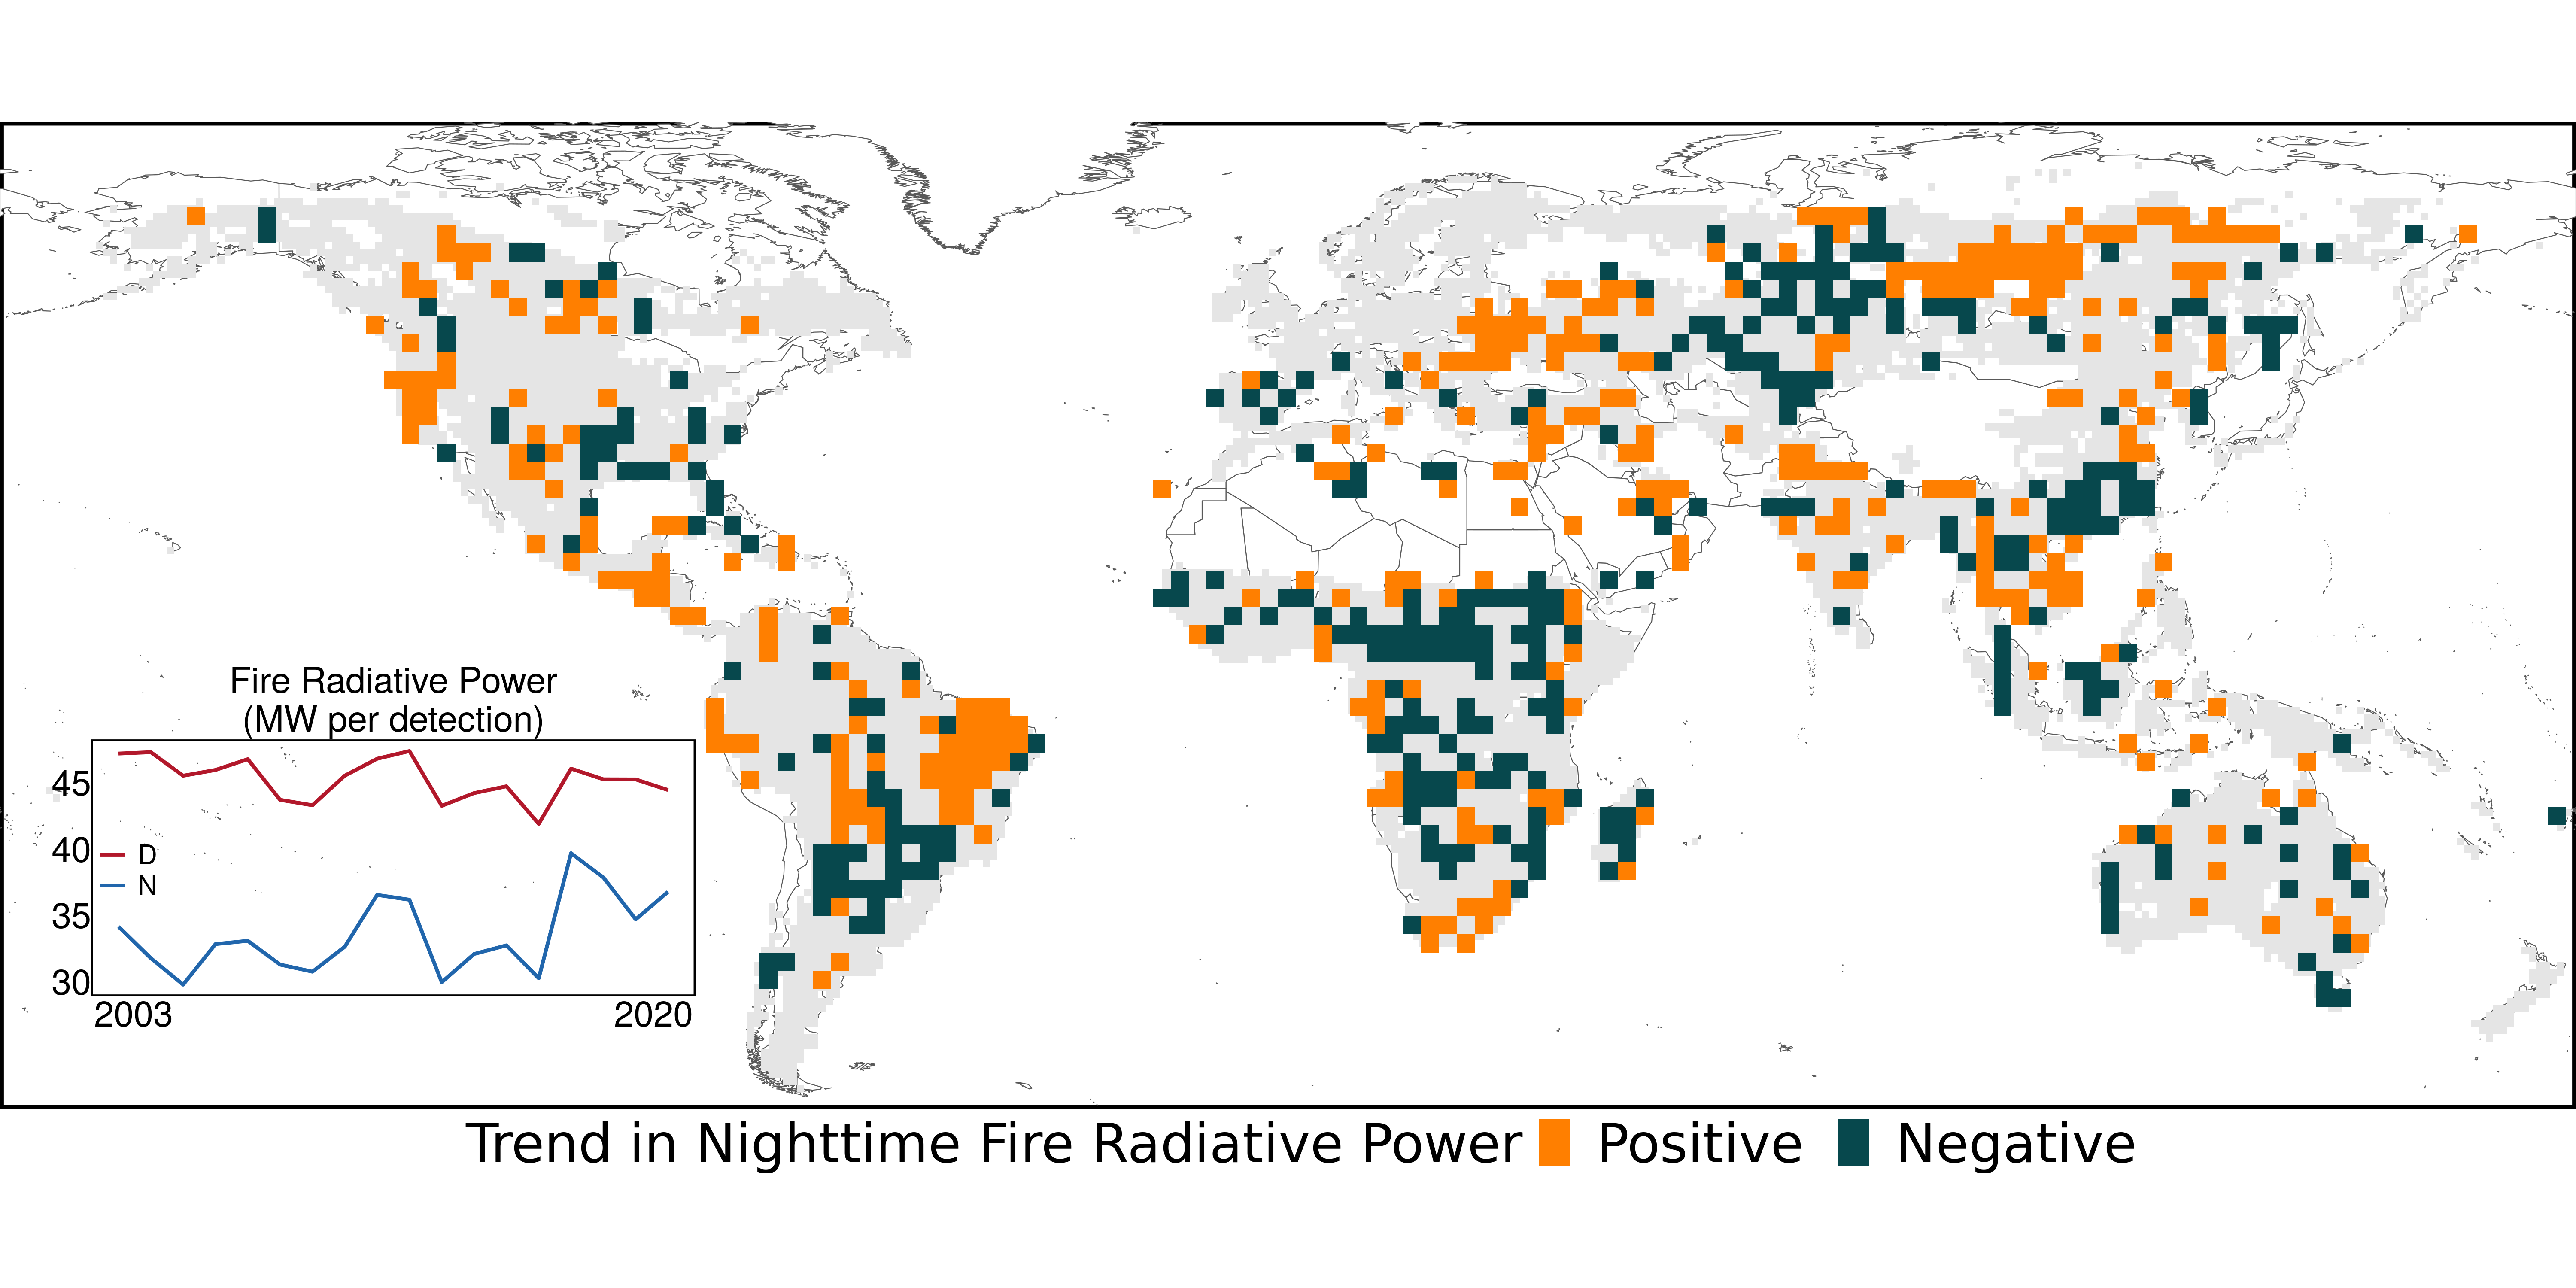 Fire Radiative Power
(MW per detection)
45
40
35
30
D
N
2003 2020
Trend in Nighttime Fire Radiative Power Positive Negative